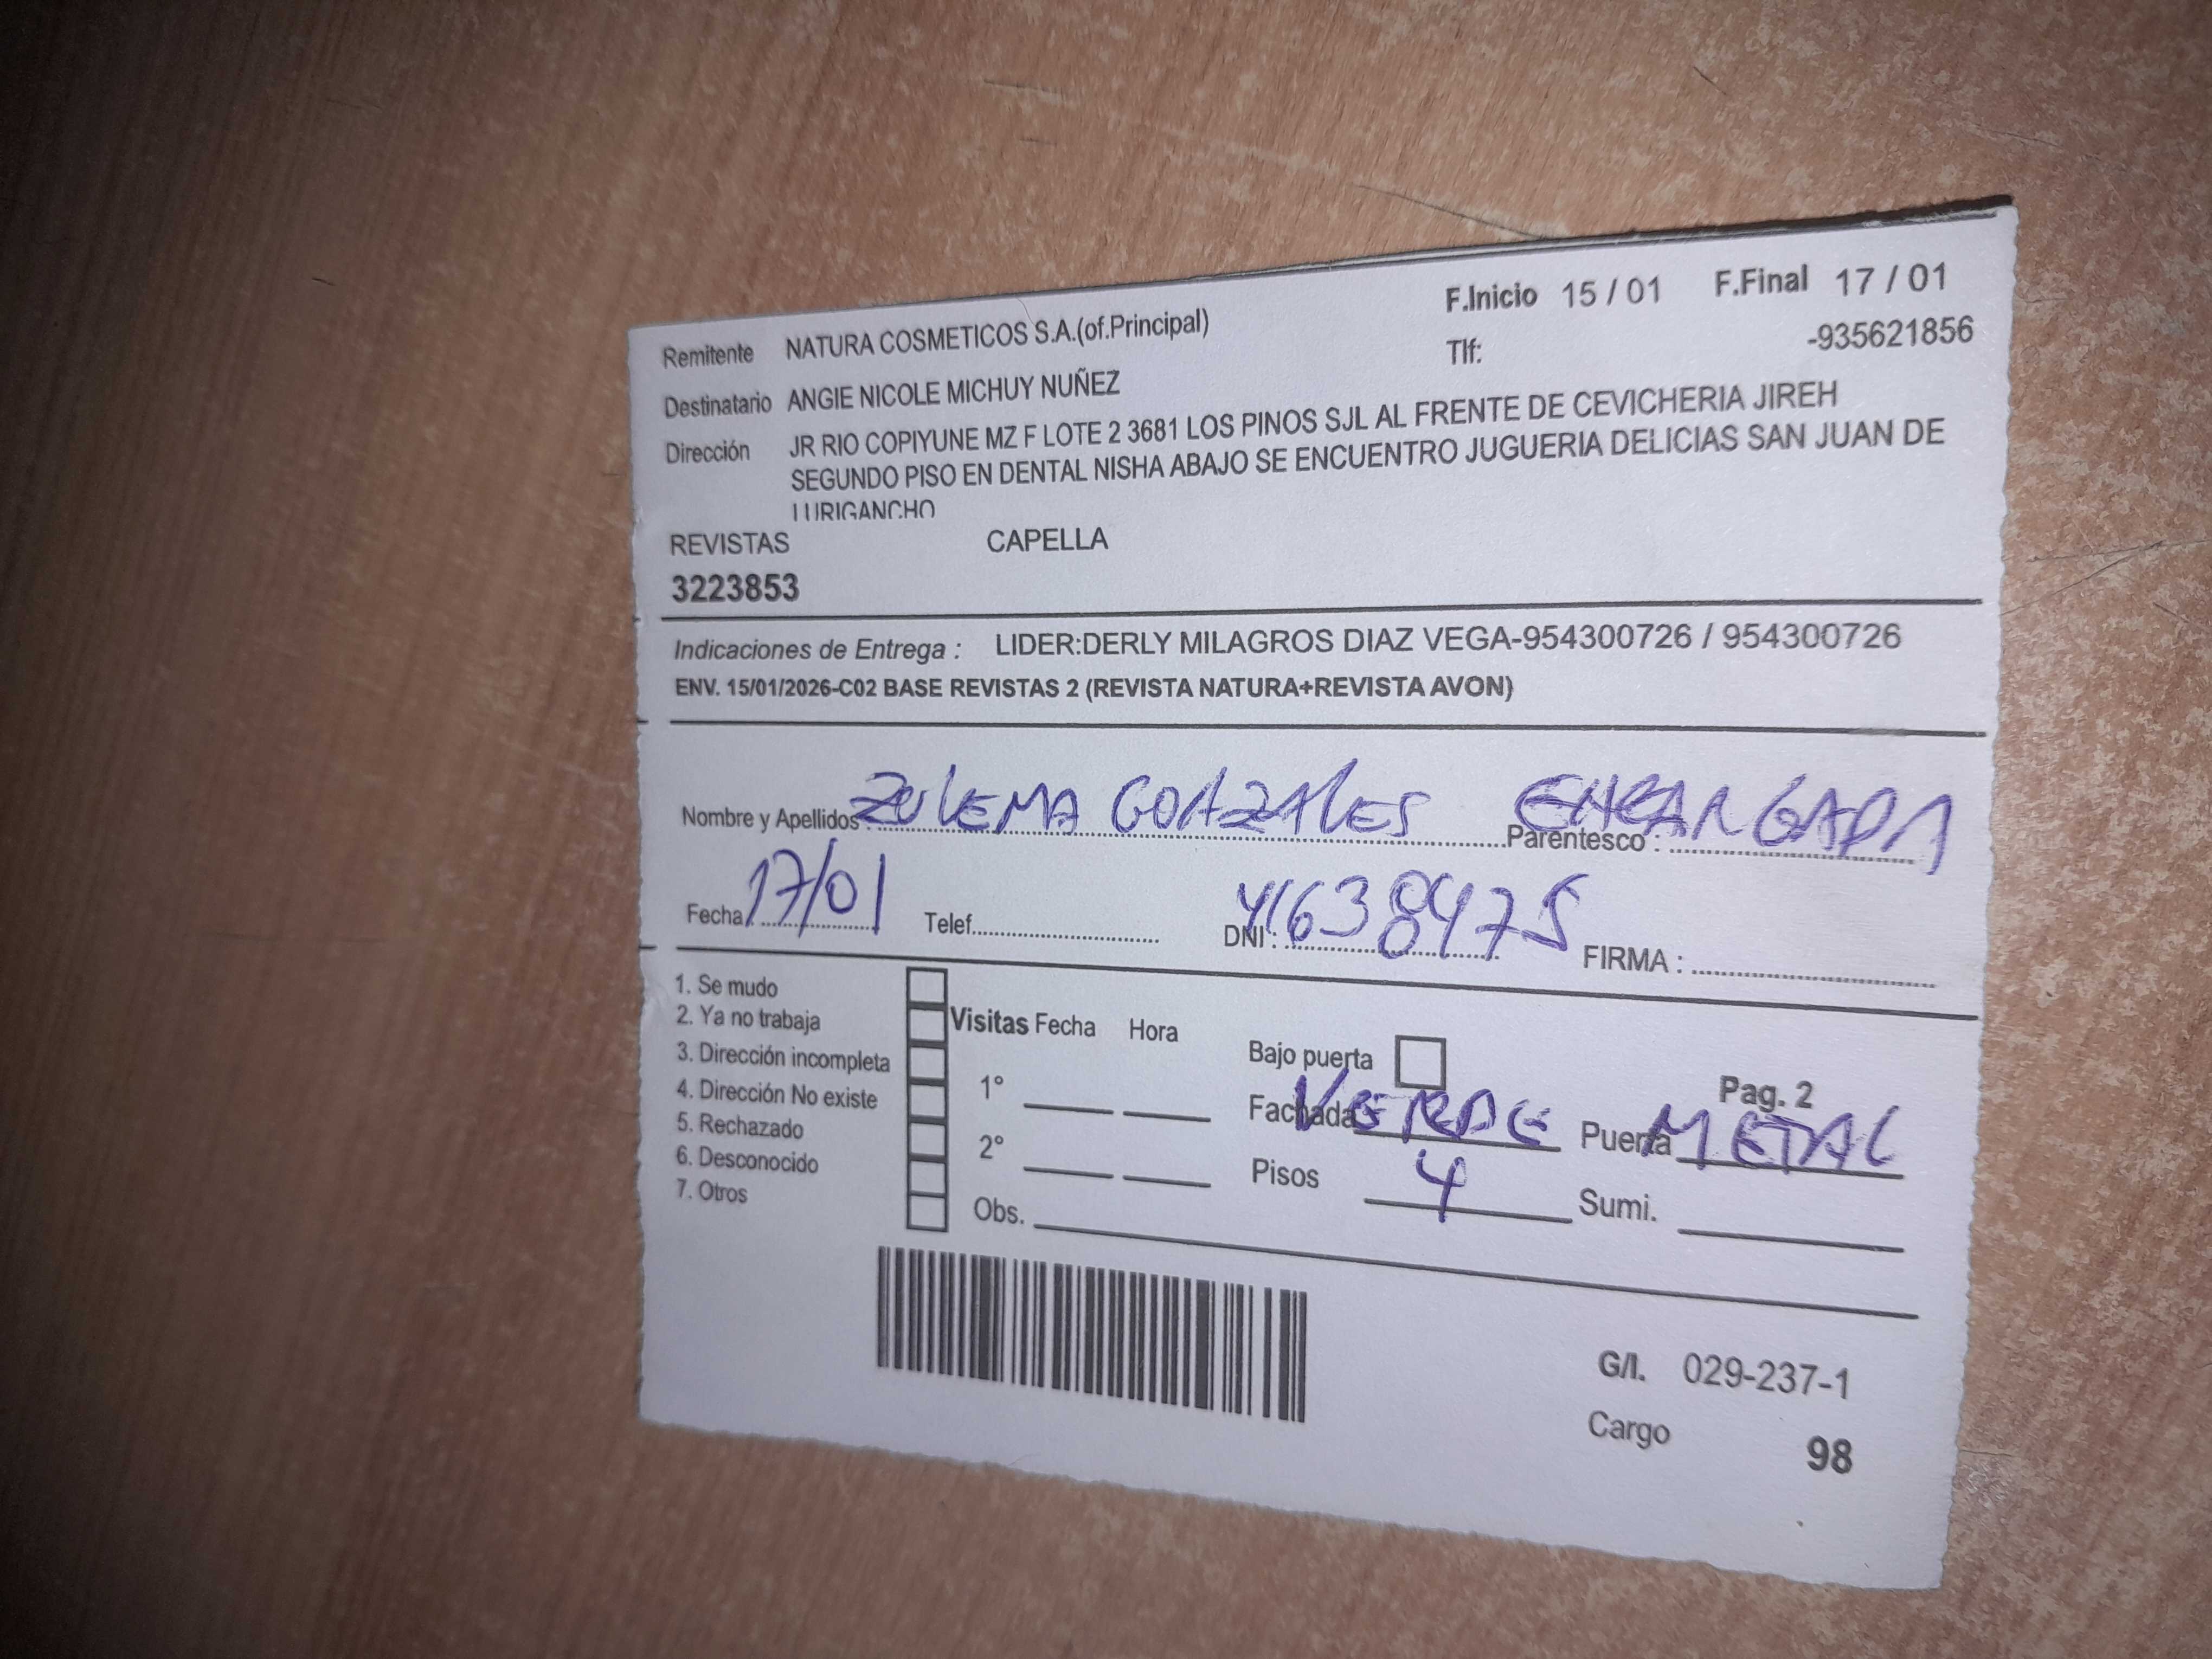 F.Inicio 15 / 01 F.Final 17 / 01
Remitente NATURA COSMETICOS S.A.(of.Principal) Tlf: -935621856
Destinatario ANGIE NICOLE MICHUY NUÑEZ
Dirección JR RIO COPIYUNE MZ F LOTE 2 3681 LOS PINOS SJL AL FRENTE DE CEVICHERIA JIREH
SEGUNDO PISO EN DENTAL NISHA ABAJO SE ENCUENTRO JUGUERIA DELICIAS SAN JUAN DE
LURIGANCHO
REVISTAS CAPELLA
3223853
Indicaciones de Entrega : LIDER:DERLY MILAGROS DIAZ VEGA-954300726 / 954300726
ENV. 15/01/2026-C02 BASE REVISTAS 2 (REVISTA NATURA+REVISTA AVON)
Nombre y Apellidos : ZULEMA GONZALES Parentesco : ENCARGADA
Fecha : 17/01 Telef. DNI : 41638475 FIRMA :
1. Se mudo
2. Ya no trabaja
3. Dirección incompleta
4. Dirección No existe
5. Rechazado
6. Desconocido
7. Otros
Visitas Fecha Hora
1°
2°
Obs.
Bajo puerta Pag. 2
Fachada VERDE Puerta METAL
Pisos 4 Sumi.
G/I. 029-237-1
Cargo 98